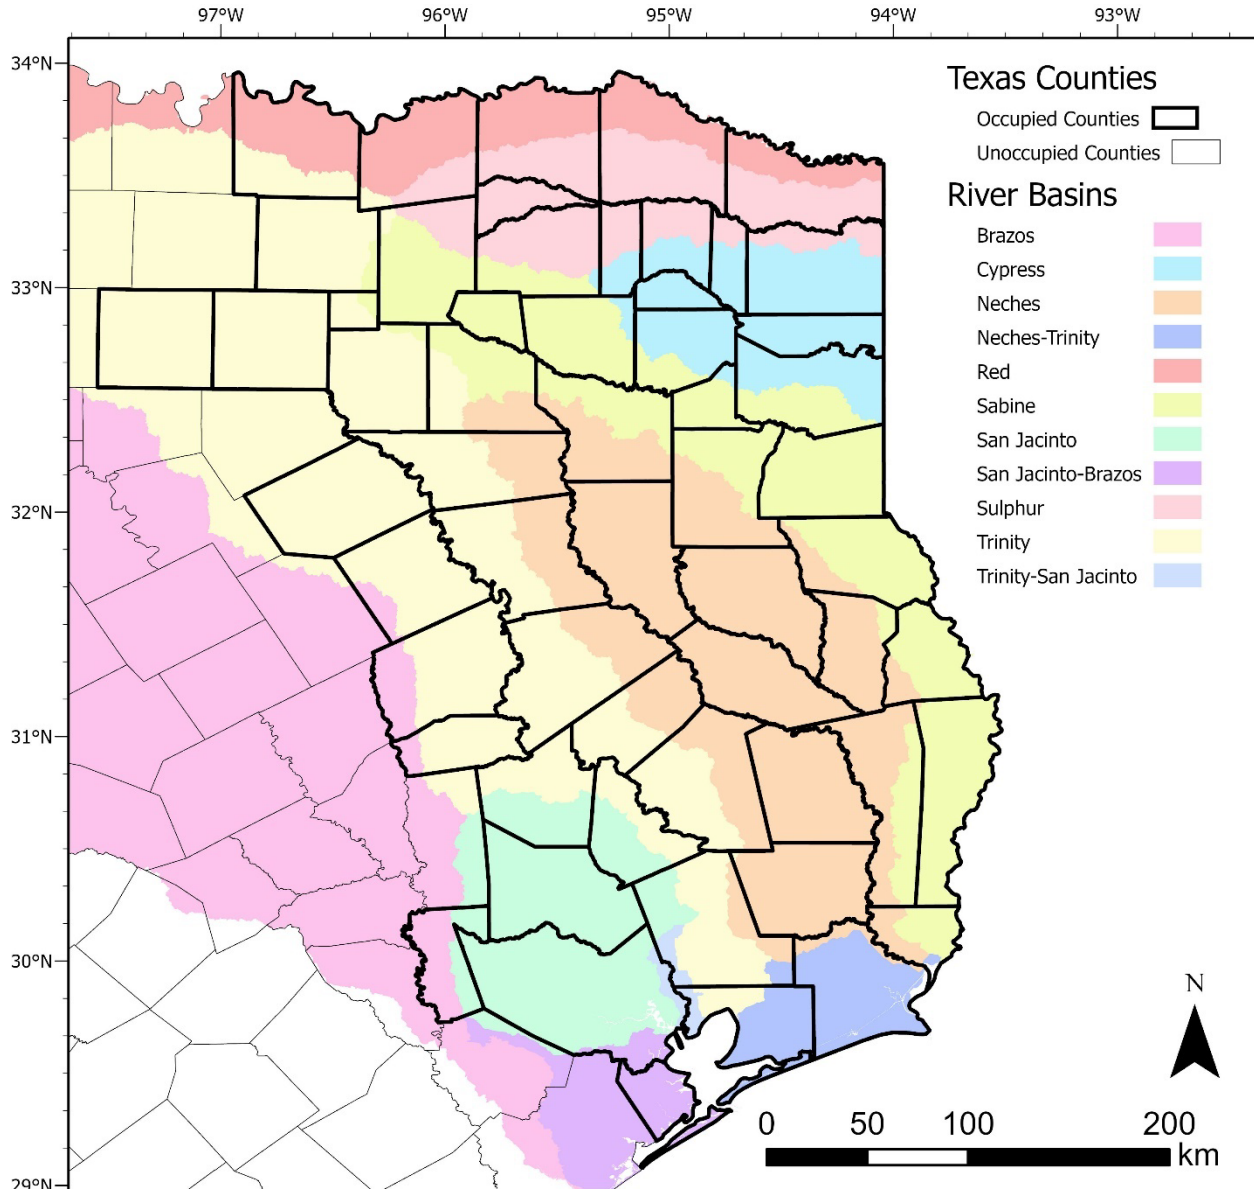 97°W 96°W 95°W 94°W 93°W
34°N
Texas Counties
Occupied Counties
Unoccupied Counties
River Basins
Brazos
Cypress
33°N
Neches
Neches-Trinity
Red
Sabine
San Jacinto
San Jacinto-Brazos
Sulphur
32°N
Trinity
Trinity-San Jacinto
31°N
30°N
N
0 50 100 200
km
29°N